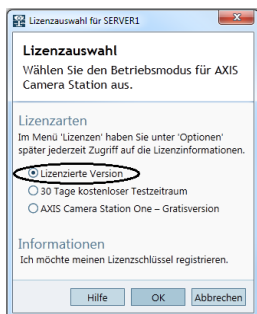 Lizenzauswahl für SERVER1
Lizenzauswahl
Wählen Sie den Betriebsmodus für AXIS
Camera Station aus.
Lizenzarten
Im Menü 'Lizenzen' haben Sie unter 'Optionen'
später jederzeit Zugriff auf die Lizenzinformationen.
Lizenzierte Version
30 Tage kostenloser Testzeitraum
AXIS Camera Station One – Gratisversion
Informationen
Ich möchte meinen Lizenzschlüssel registrieren.
Hilfe OK Abbrechen